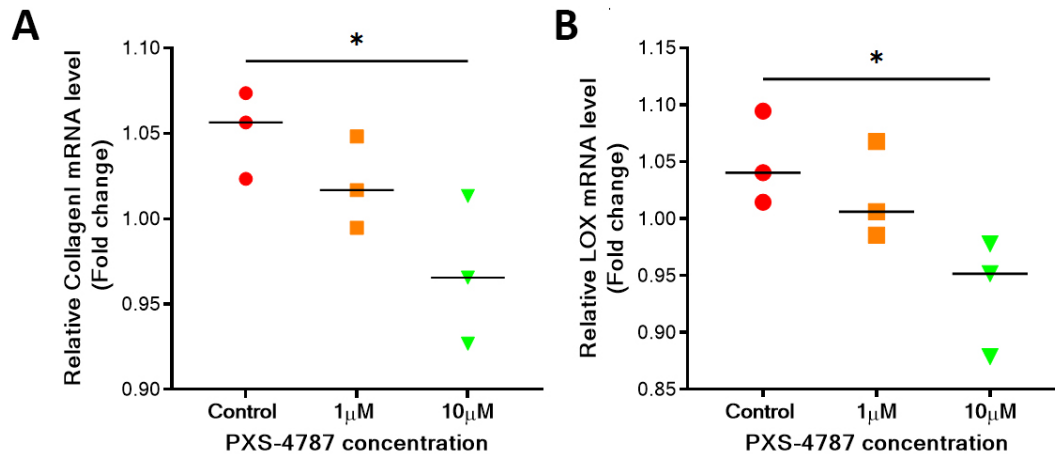 A
Relative CollagenI mRNA level
(Fold change)
1.10
1.05
1.00
0.95
0.90
*
Control
1μM
10μM
PXS-4787 concentration
B
Relative LOX mRNA level
(Fold change)
1.15
1.10
1.05
1.00
0.95
0.90
0.85
*
Control
1μM
10μM
PXS-4787 concentration